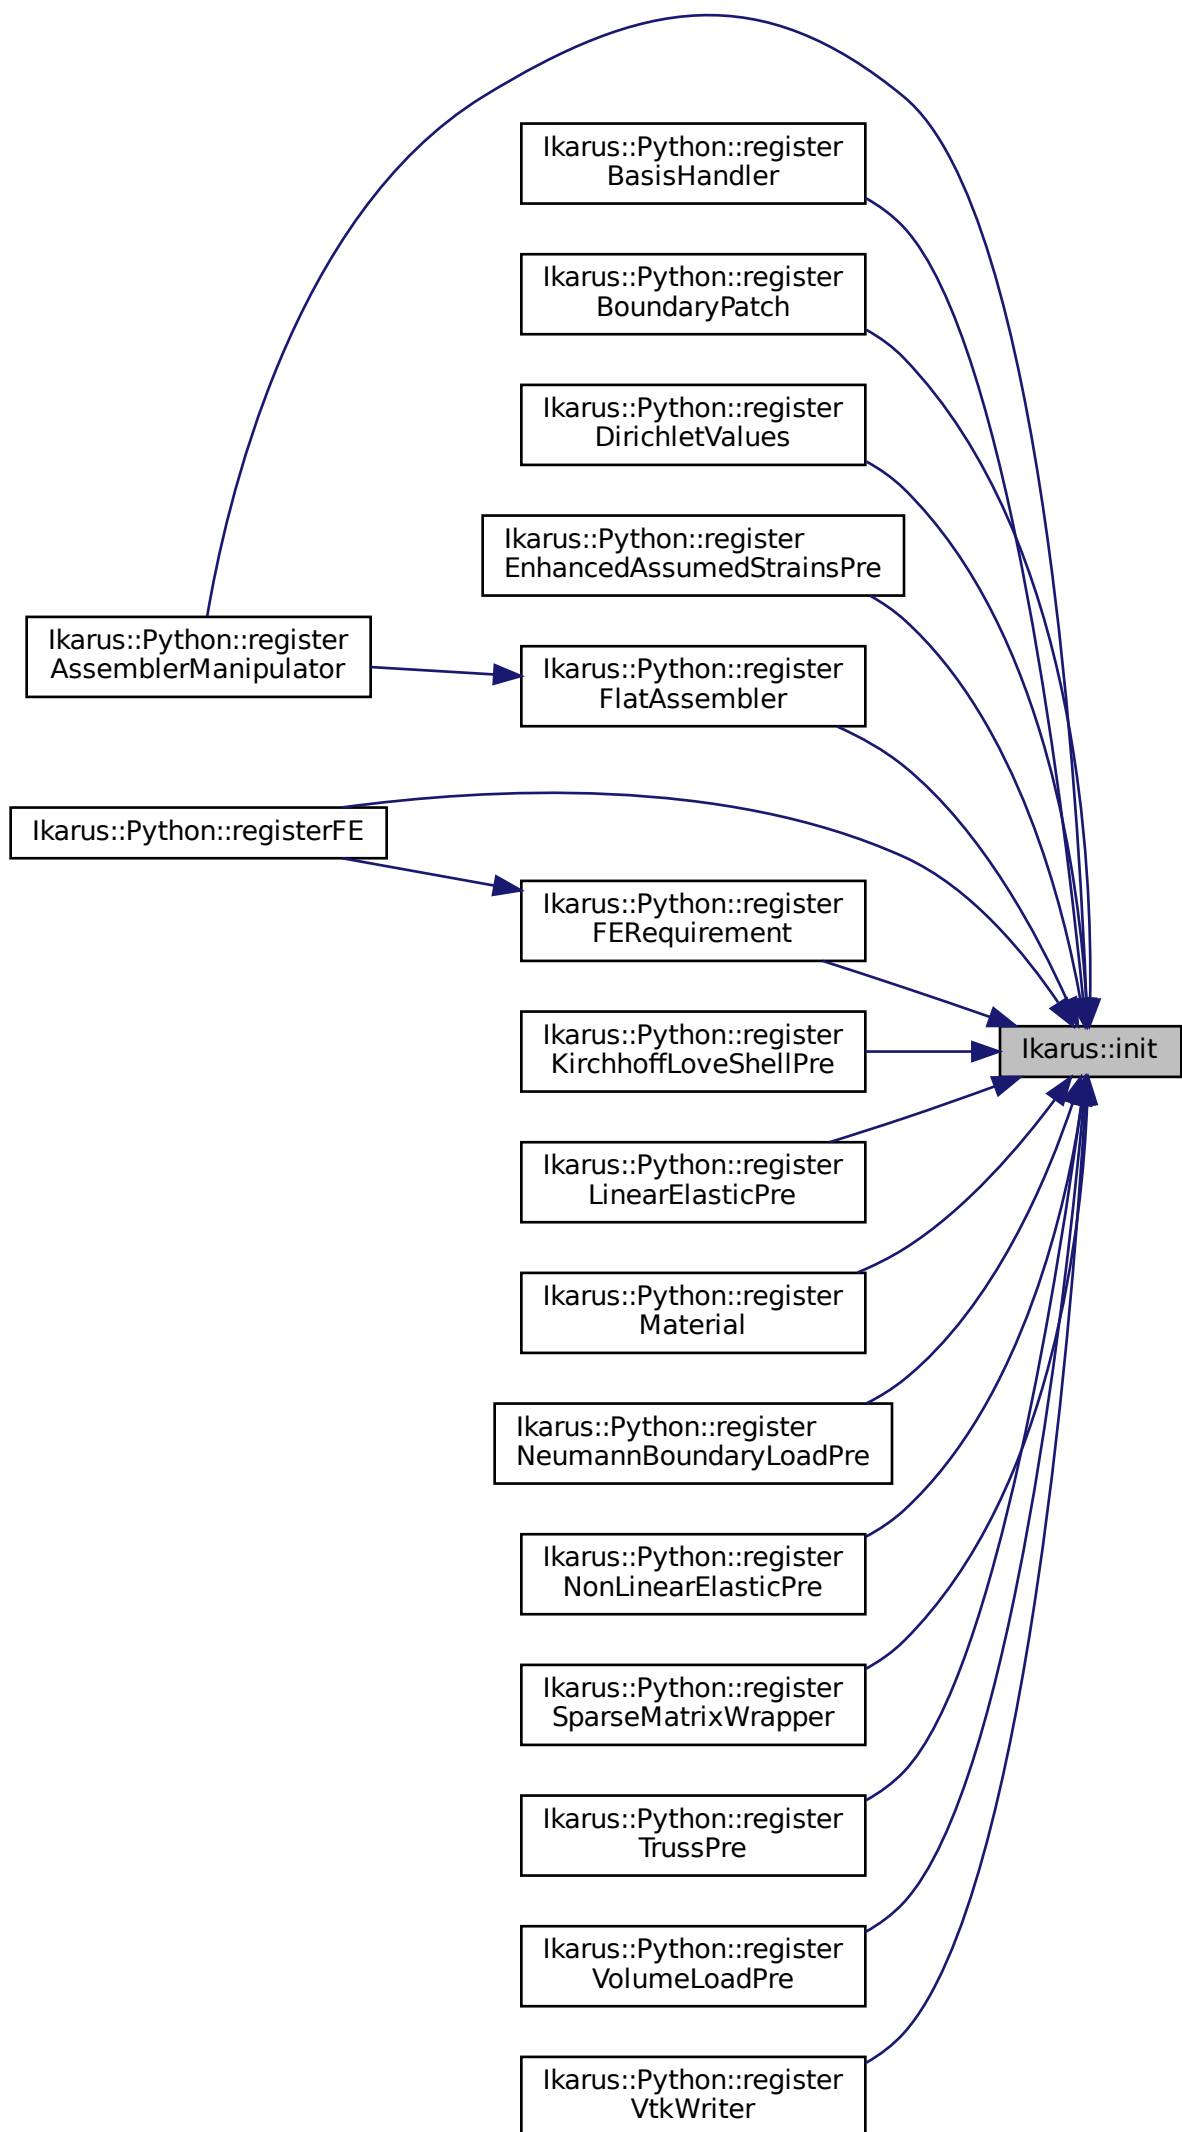 Ikarus::Python::register
BasisHandler
Ikarus::Python::register
BoundaryPatch
Ikarus::Python::register
DirichletValues
Ikarus::Python::register
EnhancedAssumedStrainsPre
Ikarus::Python::register
AssemblerManipulator
Ikarus::Python::register
FlatAssembler
Ikarus::Python::registerFE
Ikarus::Python::register
FERequirement
Ikarus::Python::register
KirchhoffLoveShellPre
Ikarus::init
Ikarus::Python::register
LinearElasticPre
Ikarus::Python::register
Material
Ikarus::Python::register
NeumannBoundaryLoadPre
Ikarus::Python::register
NonLinearElasticPre
Ikarus::Python::register
SparseMatrixWrapper
Ikarus::Python::register
TrussPre
Ikarus::Python::register
VolumeLoadPre
Ikarus::Python::register
VtkWriter